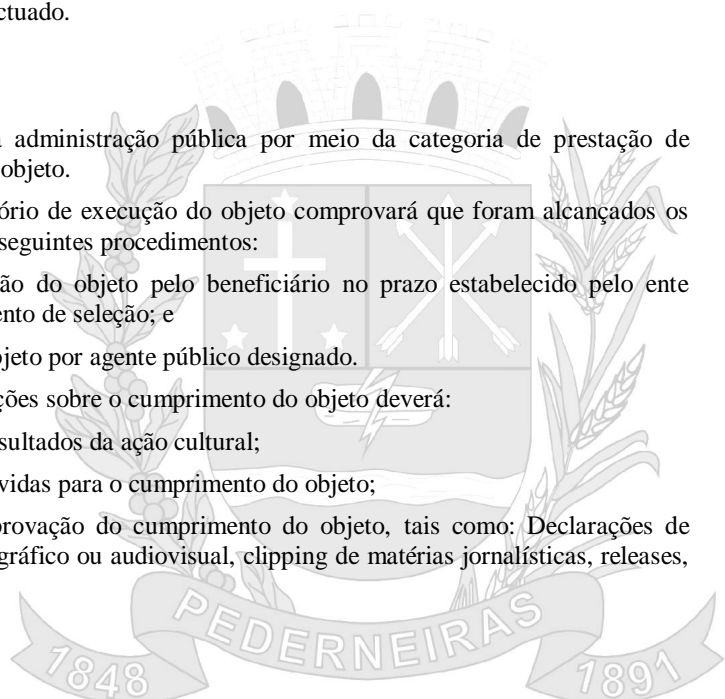 ctuado.
a administração pública por meio da categoria de prestação de
objeto.
ório de execução do objeto comprovará que foram alcançados os
seguintes procedimentos:
ão do objeto pelo beneficiário no prazo estabelecido pelo ente
ento de seleção; e
bjeto por agente público designado.
ções sobre o cumprimento do objeto deverá:
sultados da ação cultural;
vidas para o cumprimento do objeto;
provação do cumprimento do objeto, tais como: Declarações de
gráfico ou audiovisual, clipping de matérias jornalísticas, releases,
PEDERNEIRAS
1848 1891